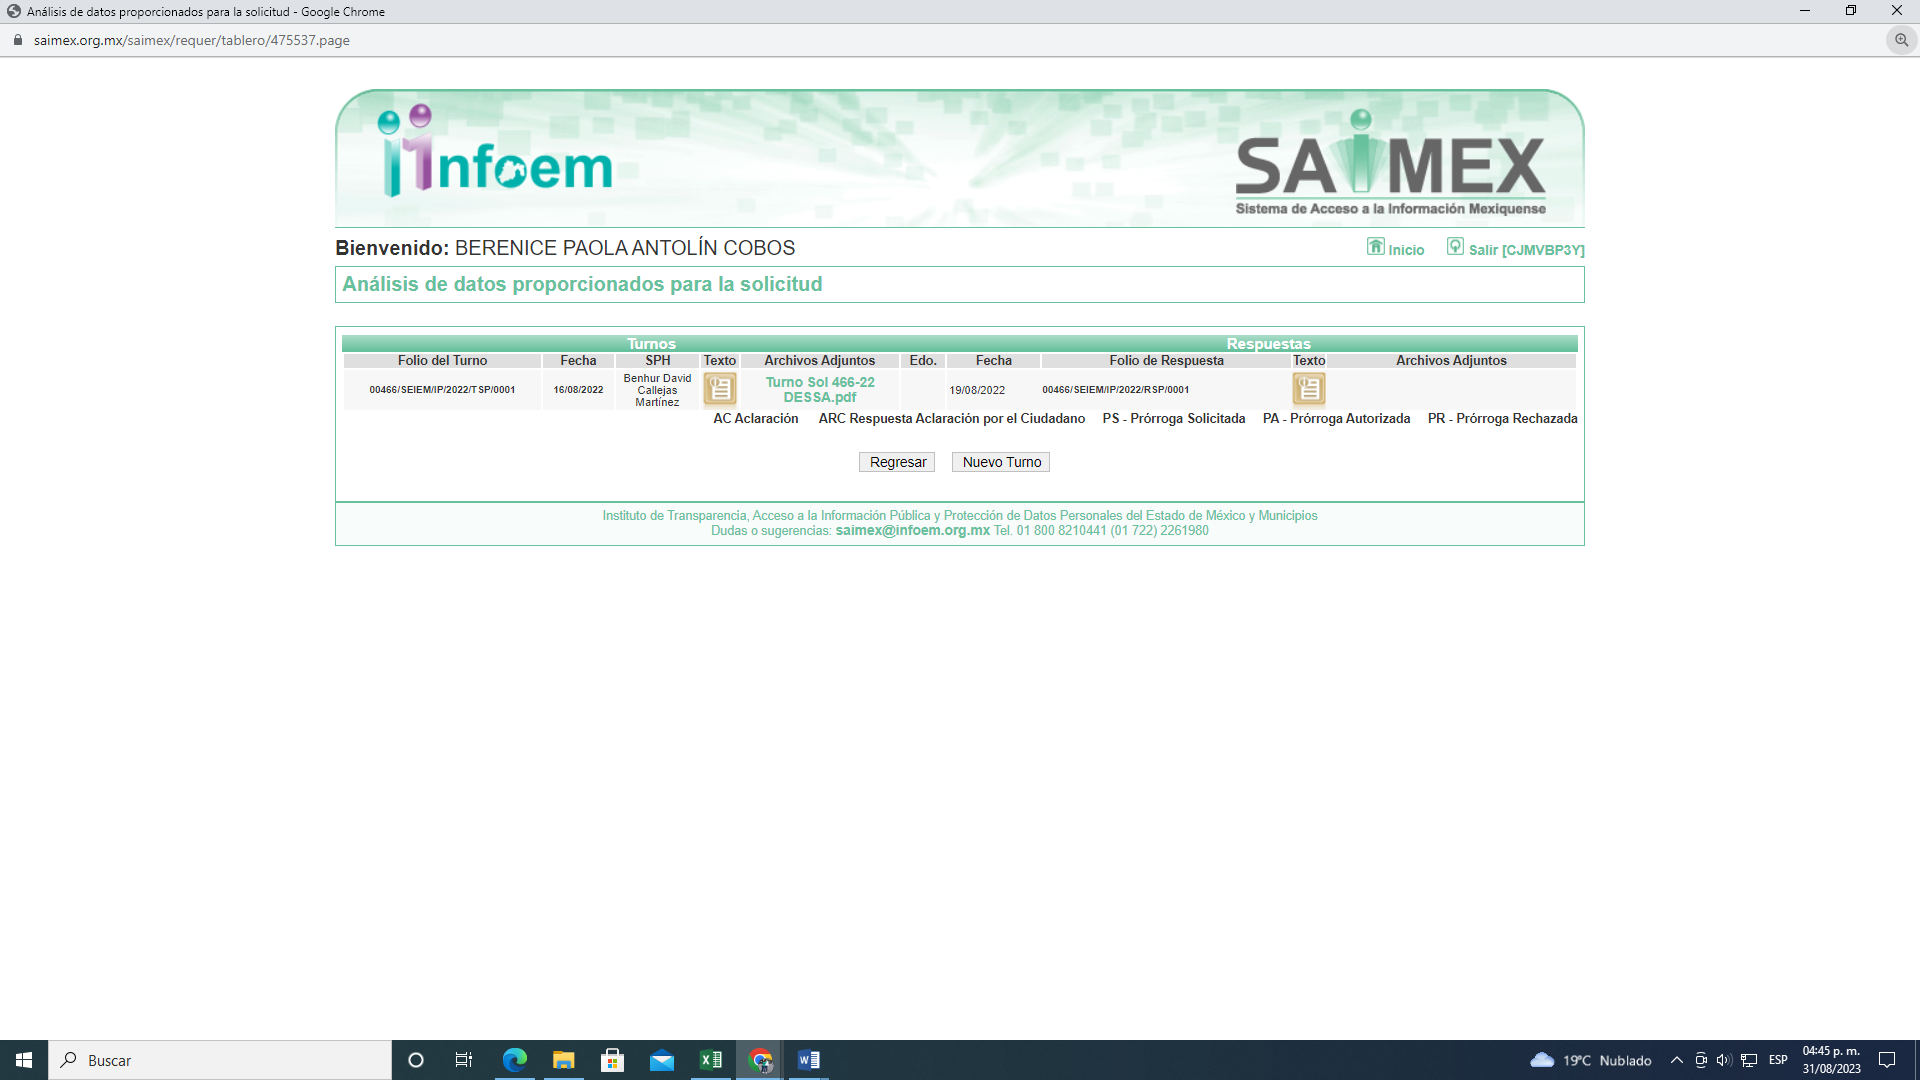 Análisis de datos proporcionados para la solicitud - Google Chrome
saimex.org.mx/saimex/requer/tablero/475537.page
infoem
SAIMEX
Sistema de Acceso a la Información Mexiquense
Bienvenido: BERENICE PAOLA ANTOLÍN COBOS
Inicio
Salir [CJMVBP3Y]
Análisis de datos proporcionados para la solicitud
Turnos Respuestas
Folio del Turno Fecha SPH Texto Archivos Adjuntos Edo. Fecha Folio de Respuesta Texto Archivos Adjuntos
00466/SEIEM/IP/2022/TSP/0001 16/08/2022 Benhur David Callejas Martínez Turno Sol 466-22 DESSA.pdf 19/08/2022 00466/SEIEM/IP/2022/RSP/0001
AC Aclaración ARC Respuesta Aclaración por el Ciudadano PS - Prórroga Solicitada PA - Prórroga Autorizada PR - Prórroga Rechazada
Regresar Nuevo Turno
Instituto de Transparencia, Acceso a la Información Pública y Protección de Datos Personales del Estado de México y Municipios
Dudas o sugerencias: saimex@infoem.org.mx Tel. 01 800 8210441 (01 722) 2261980
Buscar
19°C Nublado
ESP
04:45 p. m.
31/08/2023